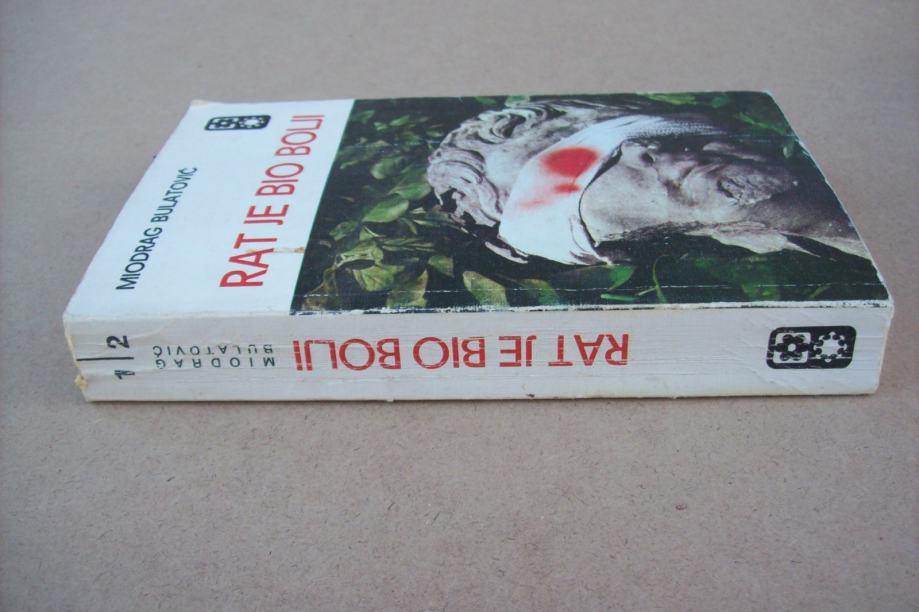 MIODRAG BULATOVIĆ
RAT JE BIO BOLJI
1/2
MIODRAG
BULATOVIĆ
RAT JE BIO BOLJI